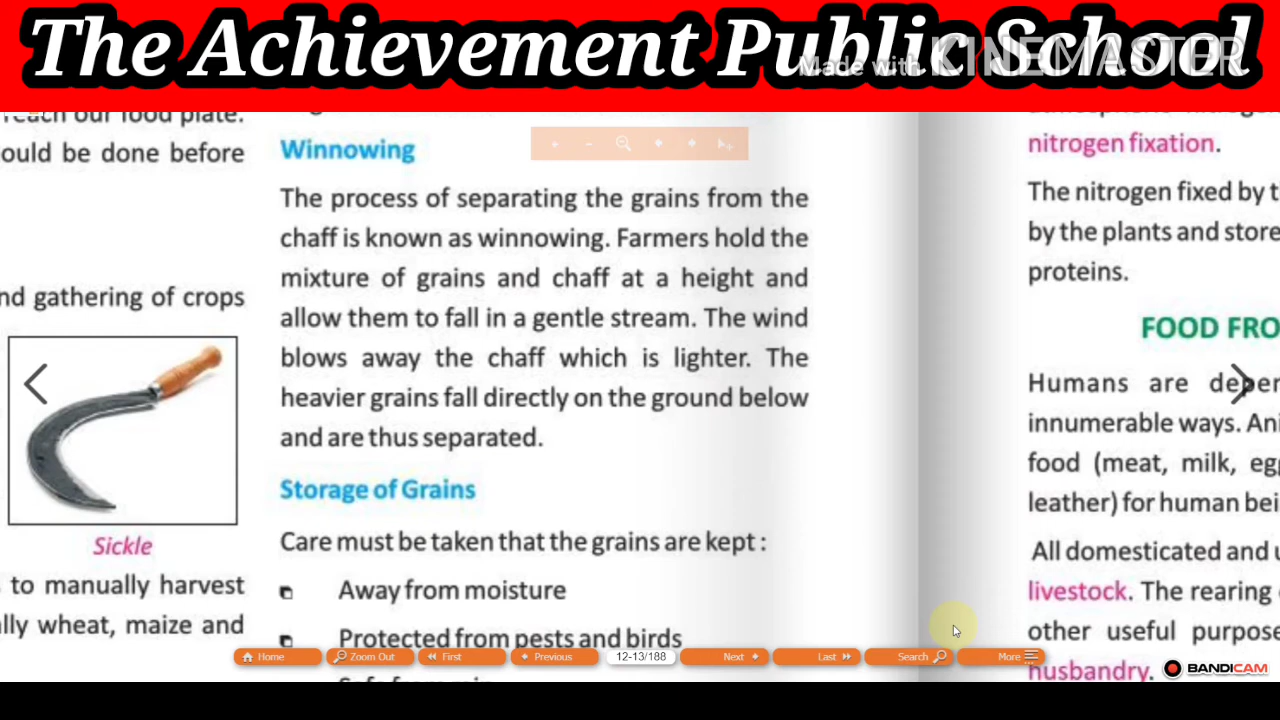 The Achievement Public School
Made with KINEMASTER
reach our food plate.
ould be done before
nd gathering of crops
Sickle
to manually harvest
ally wheat, maize and
Winnowing
The process of separating the grains from the
chaff is known as winnowing. Farmers hold the
mixture of grains and chaff at a height and
allow them to fall in a gentle stream. The wind
blows away the chaff which is lighter. The
heavier grains fall directly on the ground below
and are thus separated.
Storage of Grains
Care must be taken that the grains are kept :
Away from moisture
Protected from pests and birds
nitrogen fixation.
The nitrogen fixed by t
by the plants and store
proteins.
FOOD FRO
Humans are depen
innumerable ways. Ani
food (meat, milk, egg
leather) for human bei
All domesticated and u
livestock. The rearing
other useful purpose
husbandry.
Home
Zoom Out
First
Previous
12-13/188
Next
Last
Search
More
BANDICAM